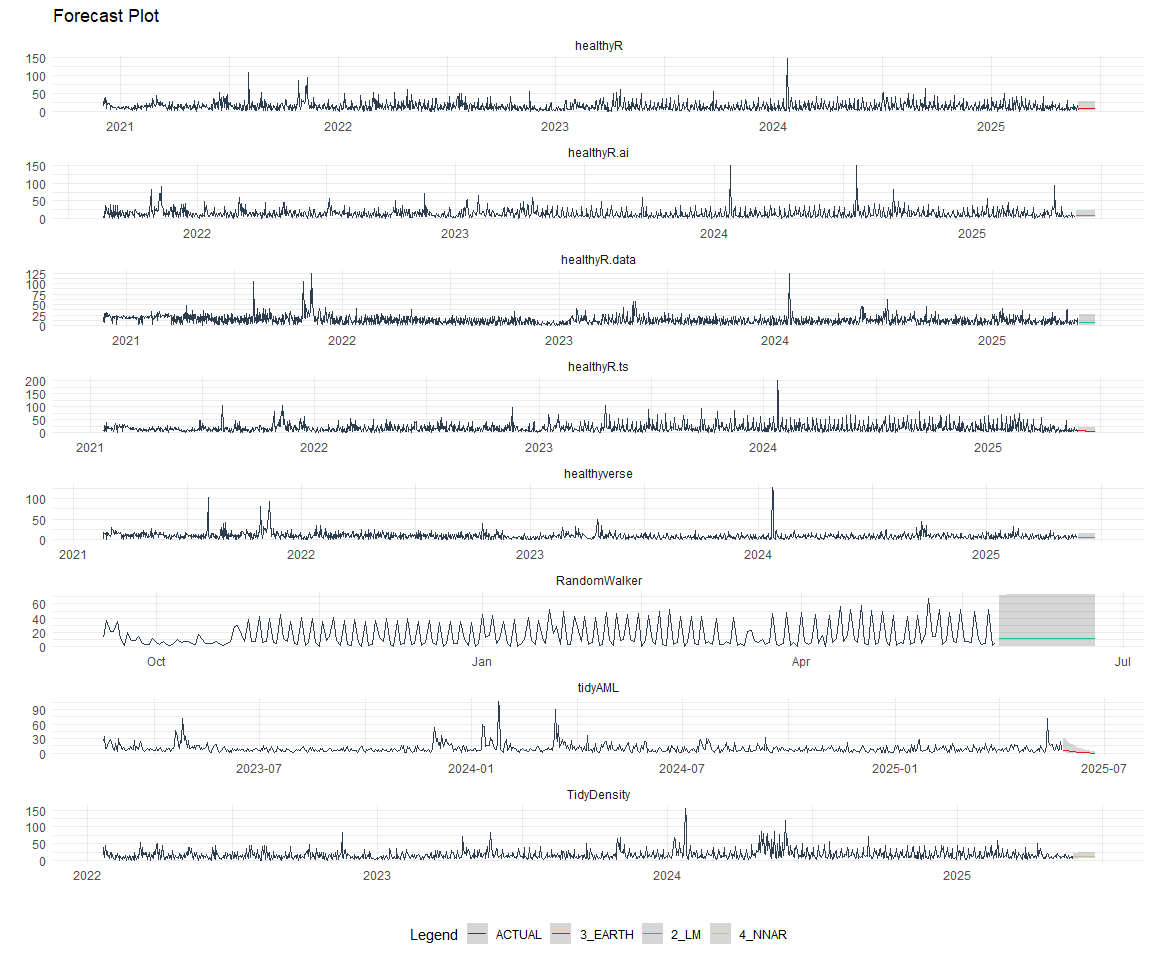 Forecast Plot
healthyR
150
100
50
0
2021 2022 2023 2024 2025
healthyR.ai
150
100
50
0
2022 2023 2024 2025
healthyR.data
125
100
75
50
25
0
2021 2022 2023 2024 2025
healthyR.ts
200
150
100
50
0
2021 2022 2023 2024 2025
healthyverse
100
50
0
2021 2022 2023 2024 2025
RandomWalker
60
40
20
0
Oct Jan Apr Jul
tidyAML
90
60
30
0
2023-07 2024-01 2024-07 2025-01 2025-07
TidyDensity
150
100
50
0
2022 2023 2024 2025
Legend ACTUAL 3_EARTH 2_LM 4_NNAR